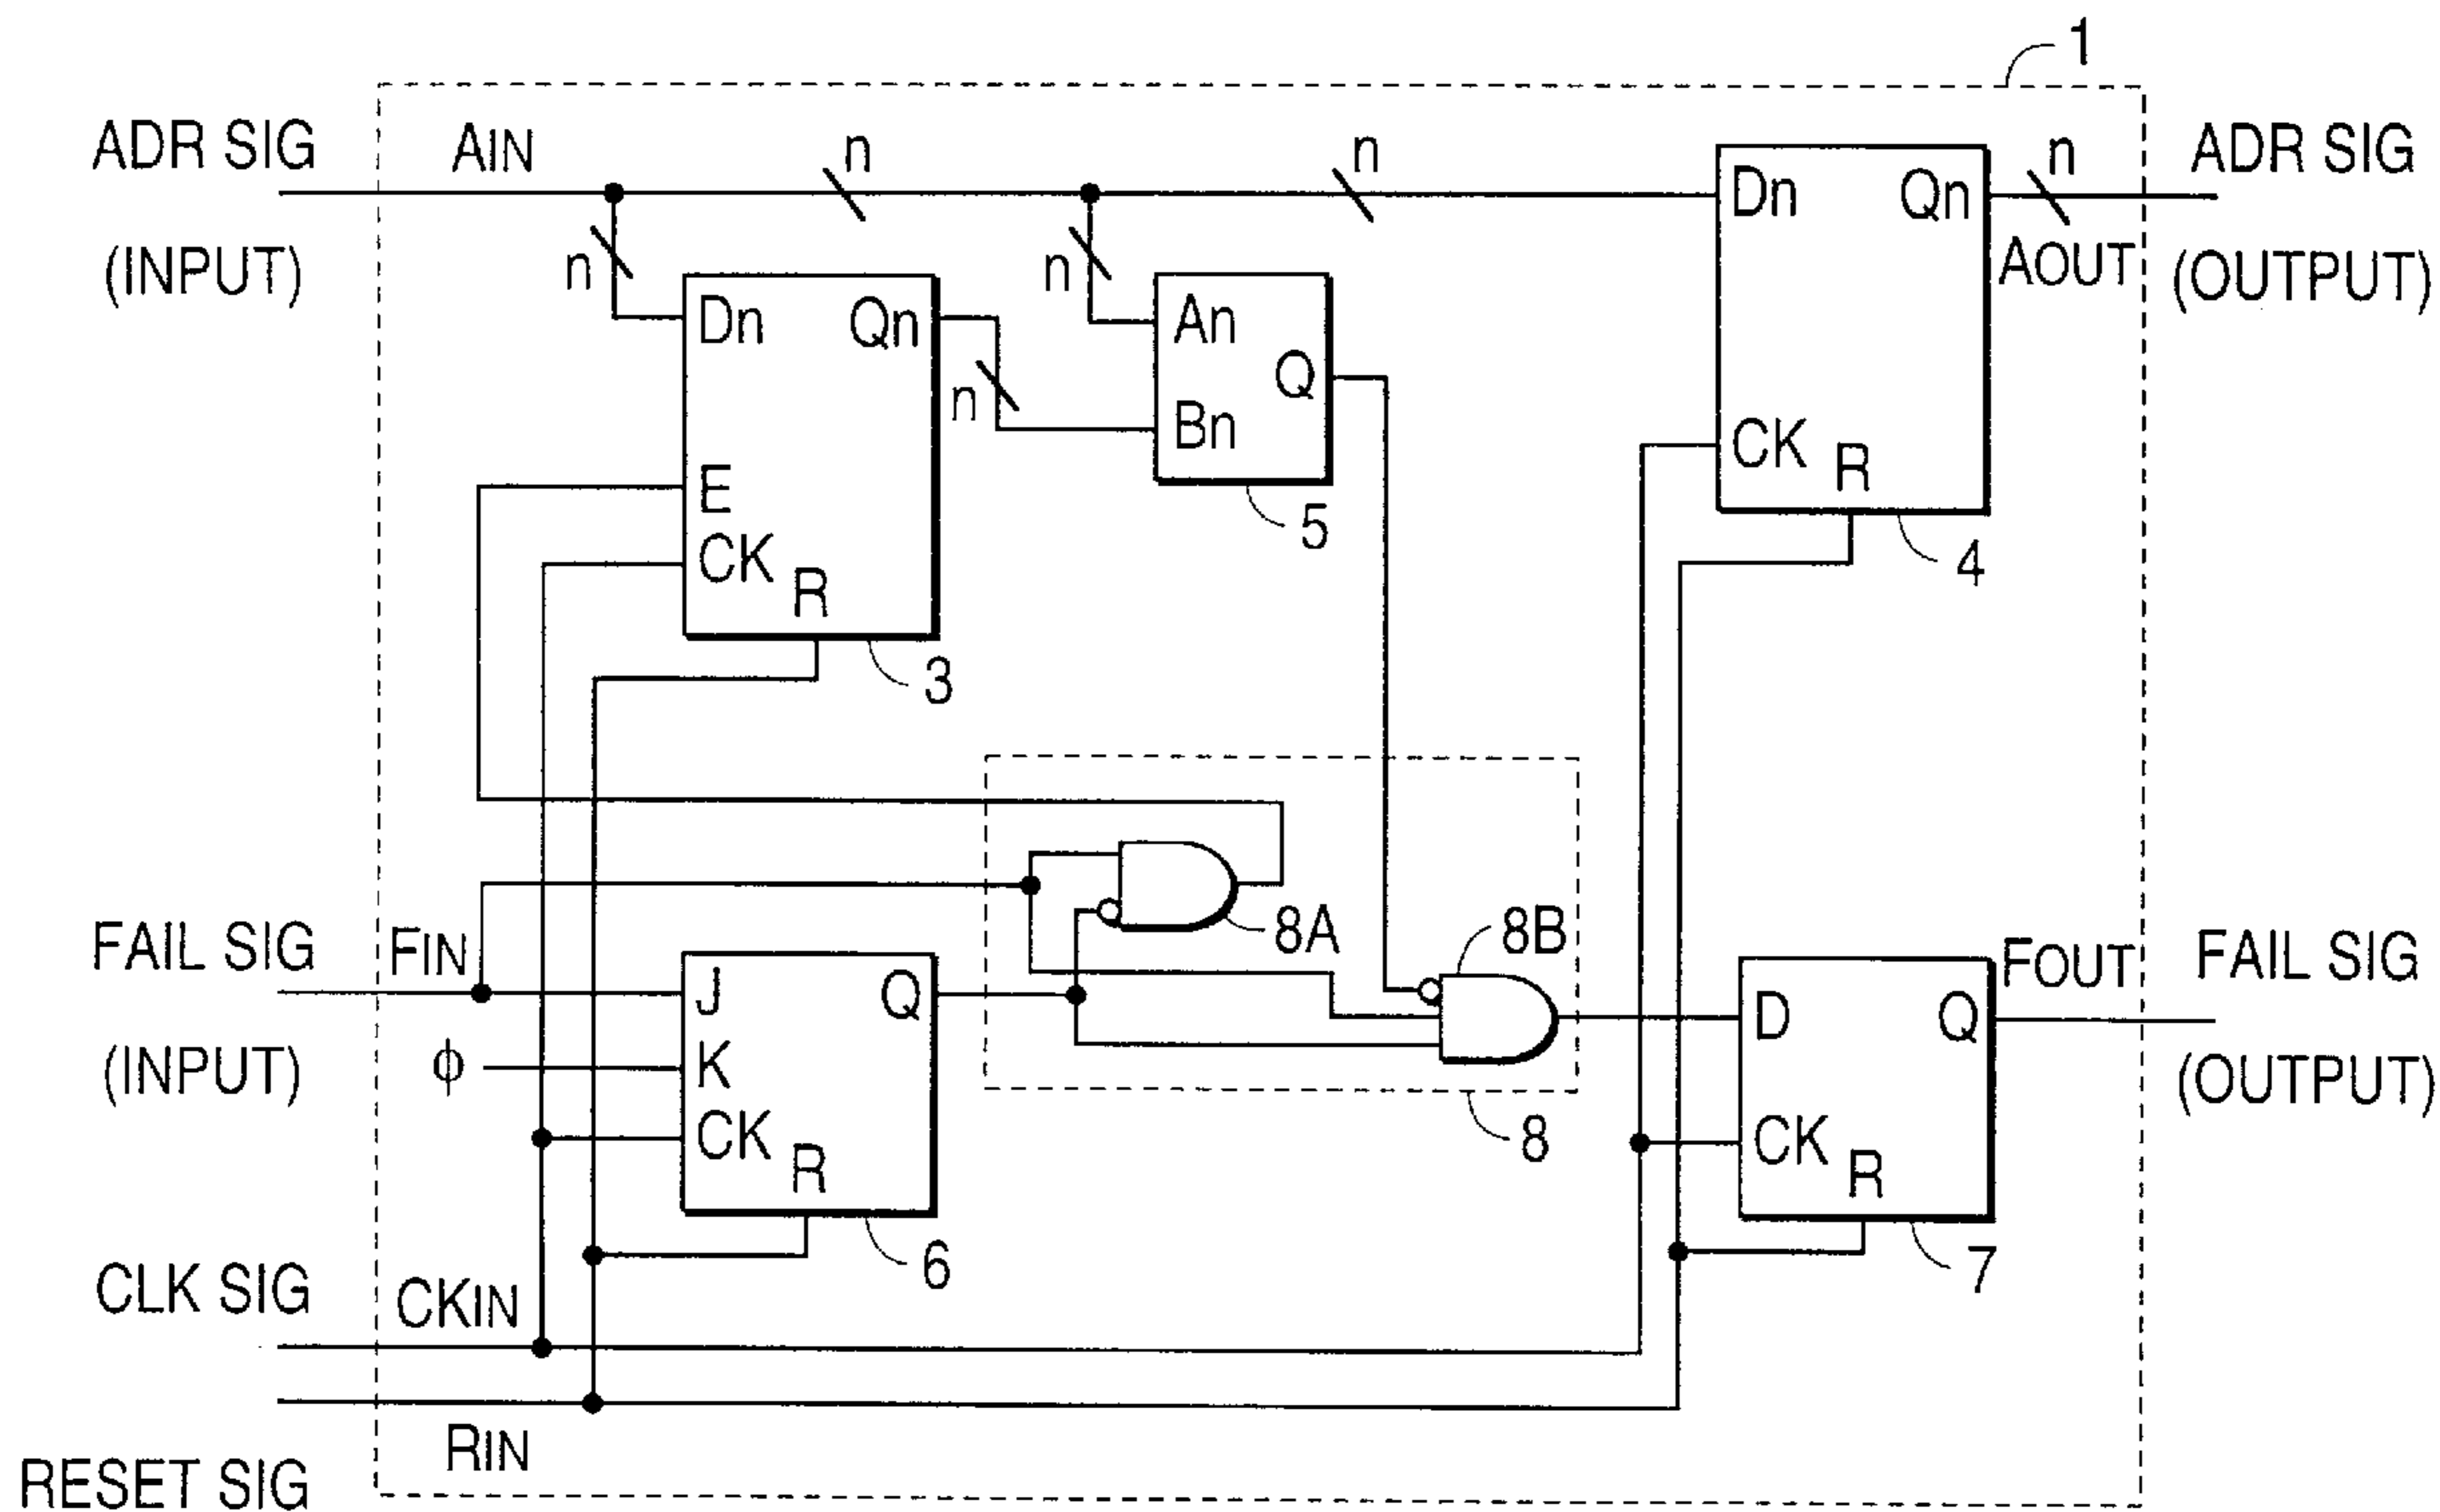 1
ADR SIG
(INPUT)
AIN
n
n
n
ADR SIG
(OUTPUT)
AOUT
n
n
n
Dn
Qn
E
CK
R
3
An
Bn
Q
5
Dn
Qn
CK
R
4
8A
8B
8
FAIL SIG
(INPUT)
FIN
ϕ
J
Q
K
CK
R
6
D
Q
CK
R
7
FOUT
FAIL SIG
(OUTPUT)
CLK SIG
CKIN
RIN
RESET SIG